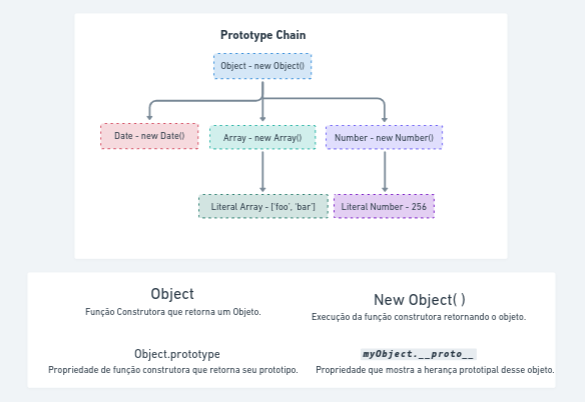 Prototype Chain
Object - new Object()
Date - new Date()
Array - new Array()
Number - new Number()
Literal Array - ['foo', 'bar']
Literal Number - 256
Object
Função Construtora que retorna um Objeto.
New Object( )
Execução da função construtora retornando o objeto.
Object.prototype
Propriedade de função construtora que retorna seu prototipo.
myObject.__proto__
Propriedade que mostra a herança prototipal desse objeto.